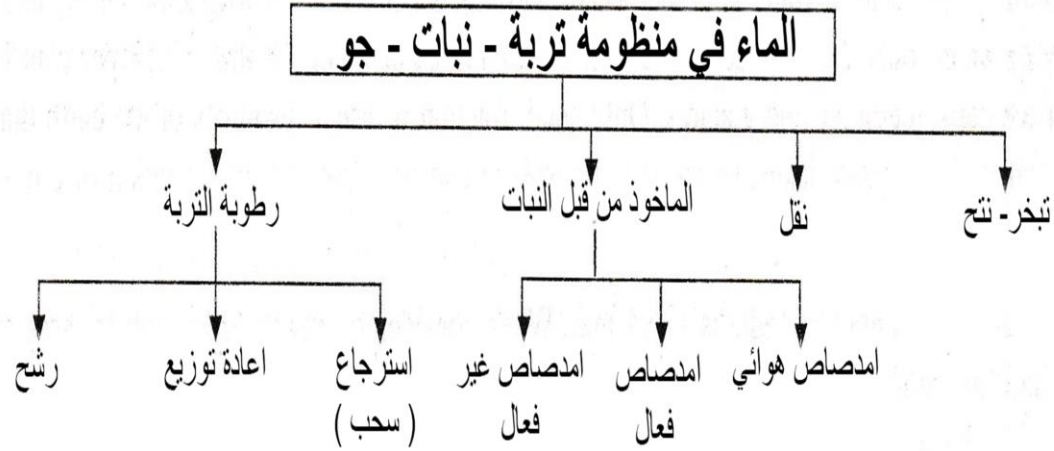 الماء في منظومة تربة - نبات - جو
تبخر - نتح
نقل
الماخوذ من قبل النبات
رطوبة التربة
امدصاص هوائي
امدصاص
فعال
امدصاص غير
فعال
استرجاع
( سحب )
اعادة توزيع
رشح